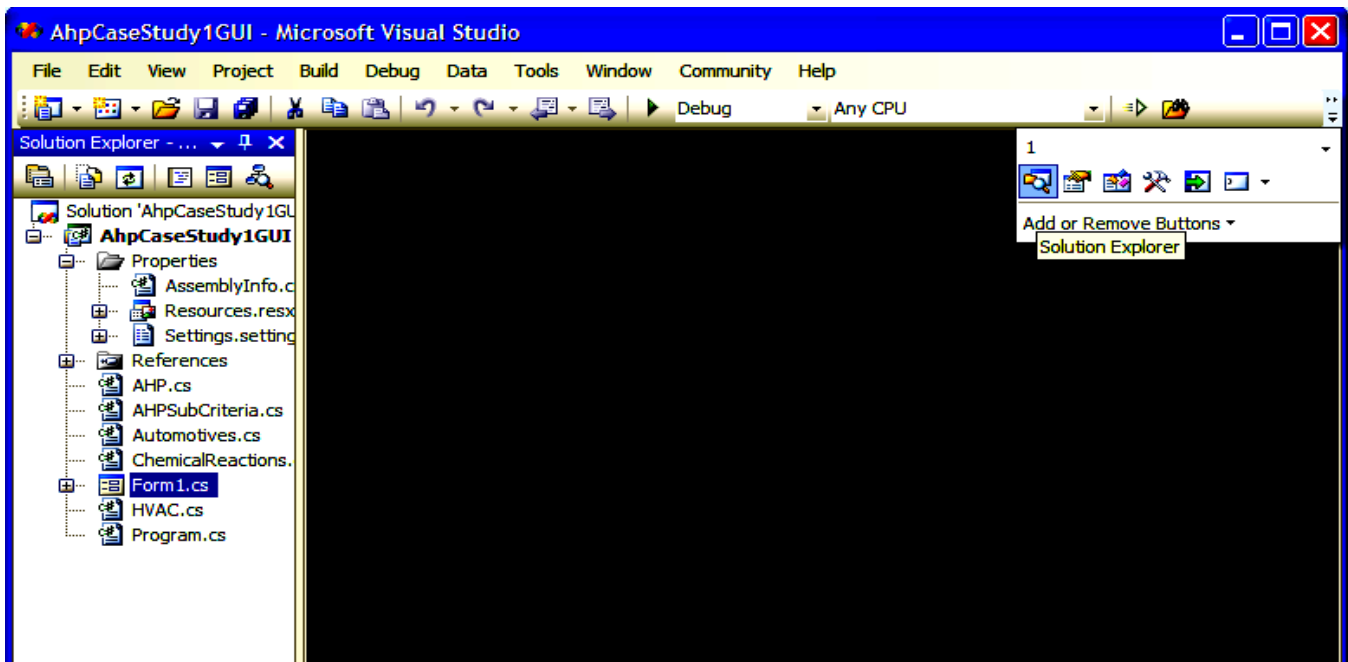 AhpCaseStudy1GUI - Microsoft Visual Studio
File Edit View Project Build Debug Data Tools Window Community Help
Debug Any CPU
Solution Explorer - ...
1
Add or Remove Buttons
Solution Explorer
Solution 'AhpCaseStudy1GU
AhpCaseStudy1GUI
Properties
AssemblyInfo.c
Resources.resx
Settings.setting
References
AHP.cs
AHPSubCriteria.cs
Automotives.cs
ChemicalReactions.
Form1.cs
HVAC.cs
Program.cs